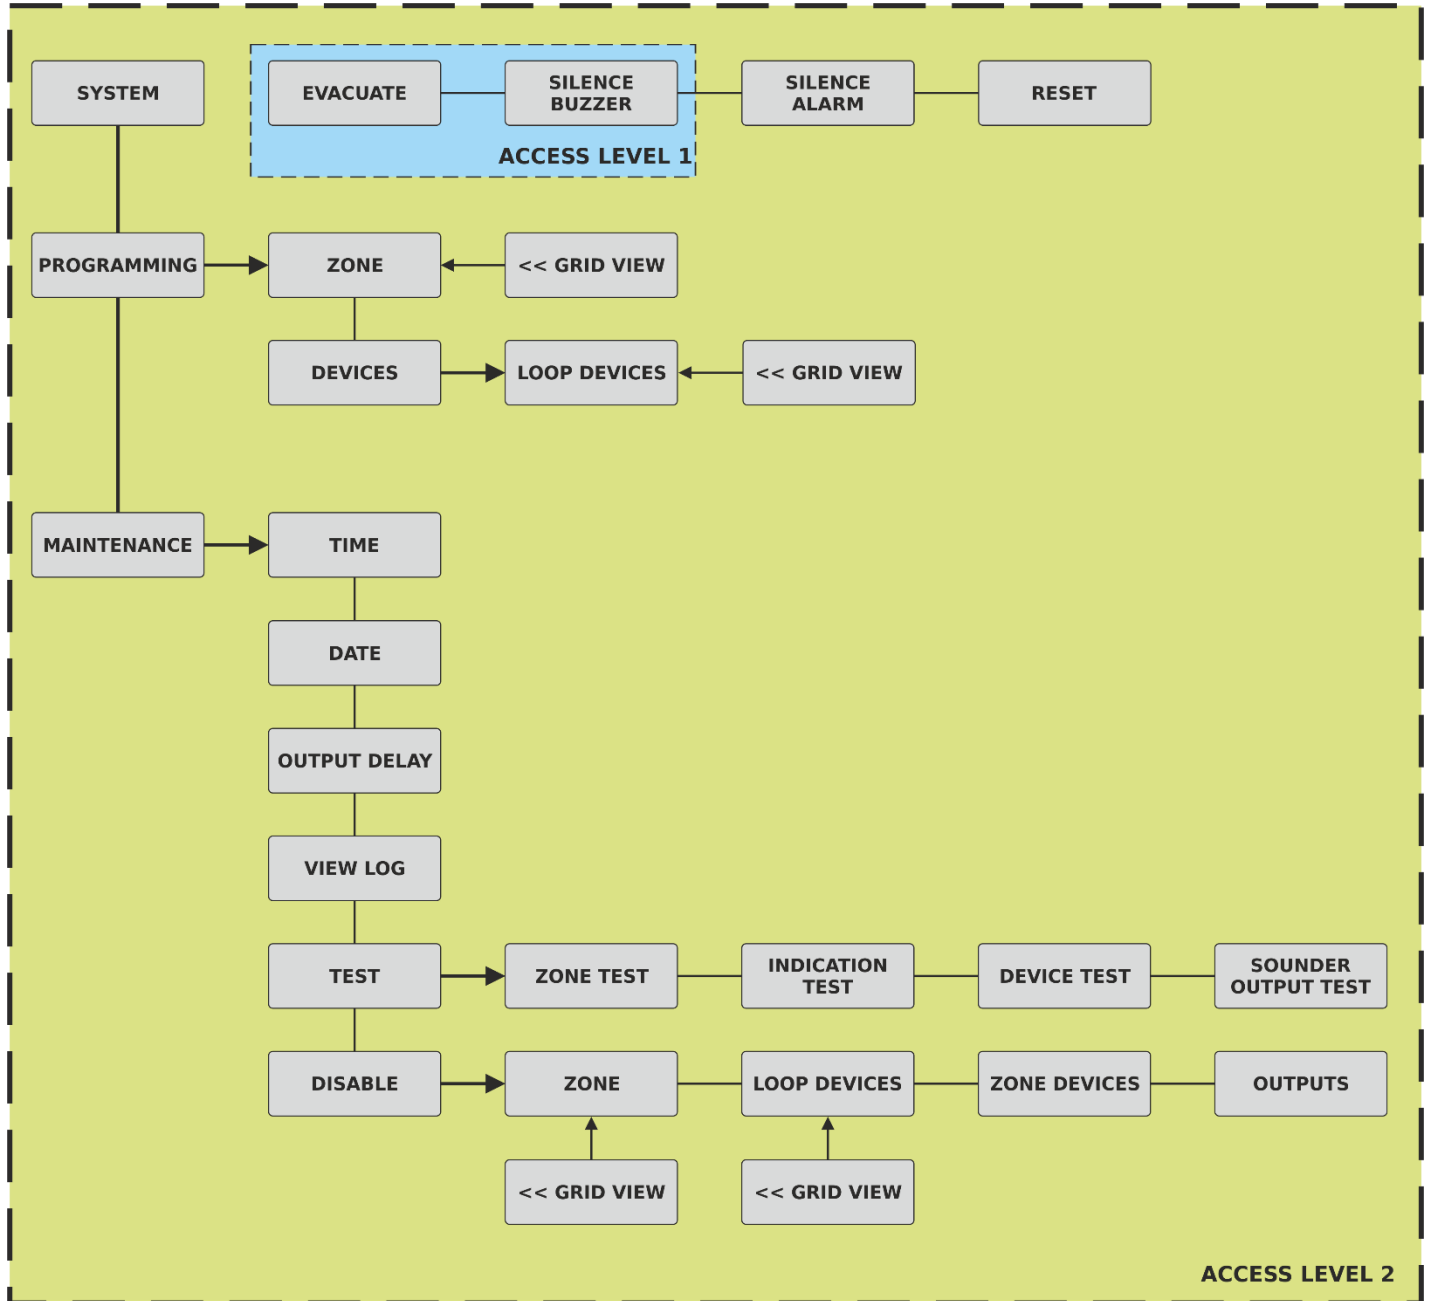 SYSTEM
EVACUATE
SILENCE
BUZZER
SILENCE
ALARM
RESET
ACCESS LEVEL 1
PROGRAMMING
ZONE
<< GRID VIEW
DEVICES
LOOP DEVICES
<< GRID VIEW
MAINTENANCE
TIME
DATE
OUTPUT DELAY
VIEW LOG
TEST
ZONE TEST
INDICATION
TEST
DEVICE TEST
SOUNDER
OUTPUT TEST
DISABLE
ZONE
LOOP DEVICES
ZONE DEVICES
OUTPUTS
<< GRID VIEW
<< GRID VIEW
ACCESS LEVEL 2